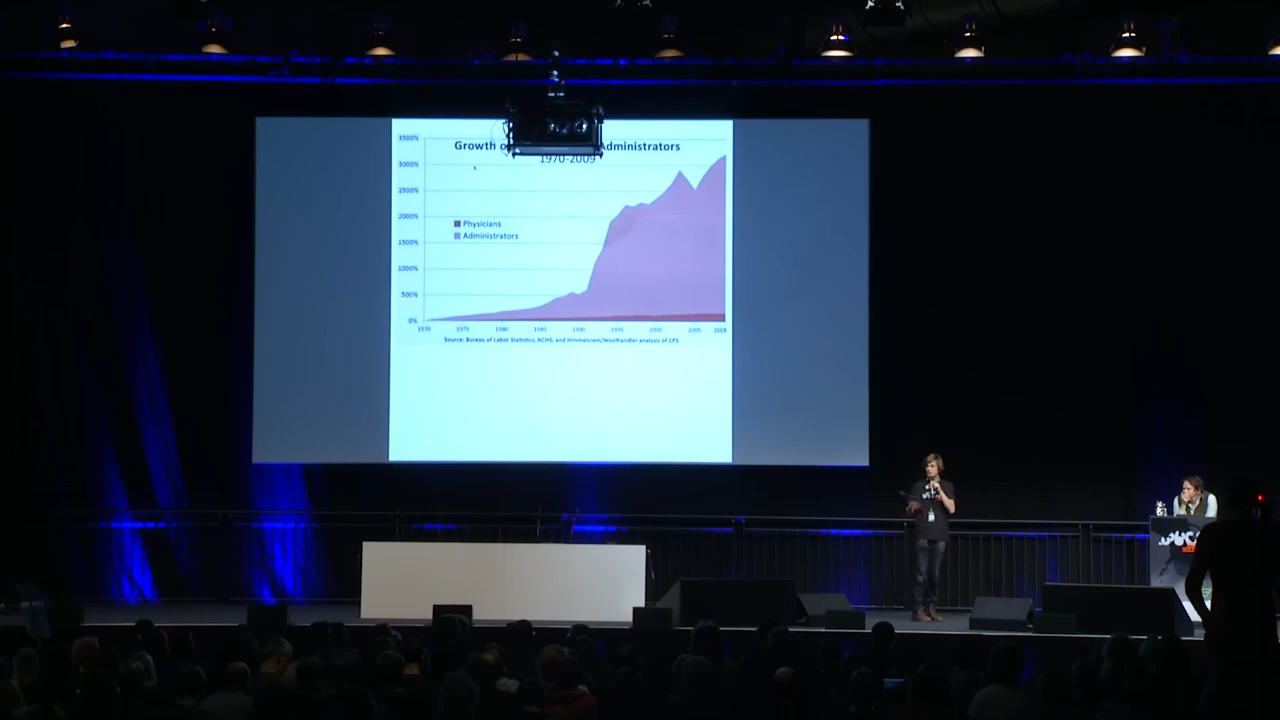 3500%
Growth o Administrators
1970-2009
3000%
2500%
2000%
1500%
1000%
500%
0%
Physicians
Administrators
1970 1975 1980 1985 1990 1995 2000 2005 2009
Source: Bureau of Labor Statistics, NCHS, and Himmelstein/Woolhandler analysis of CPS